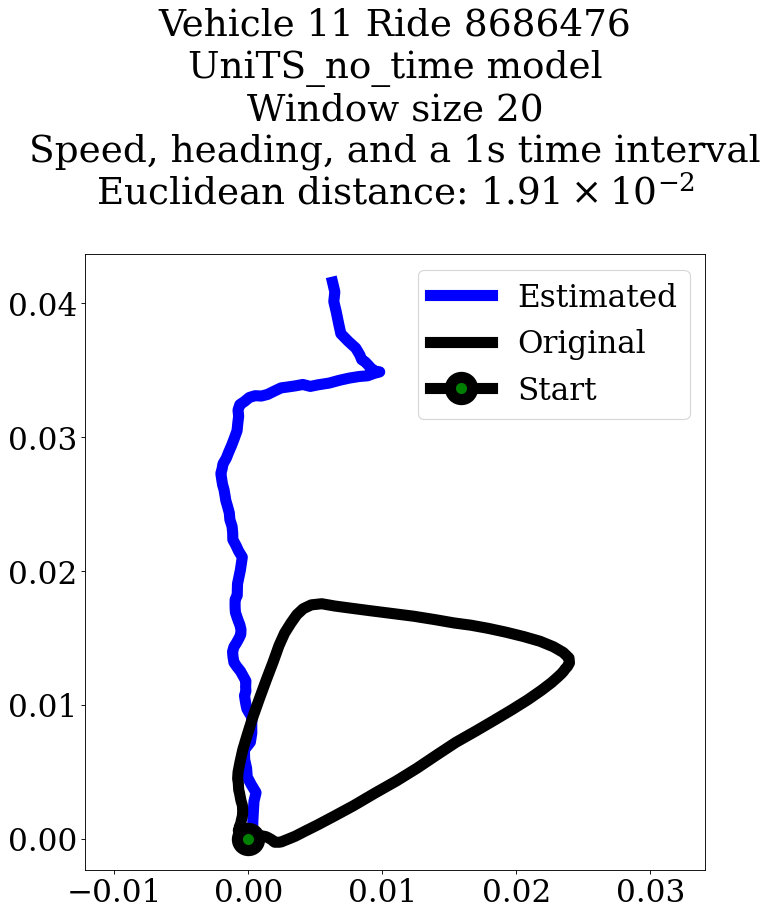 Vehicle 11 Ride 8686476
UniTS_no_time model
Window size 20
Speed, heading, and a 1s time interval
Euclidean distance: 1.91 × 10⁻²
Estimated
Original
Start
0.04
0.03
0.02
0.01
0.00
−0.01 0.00 0.01 0.02 0.03